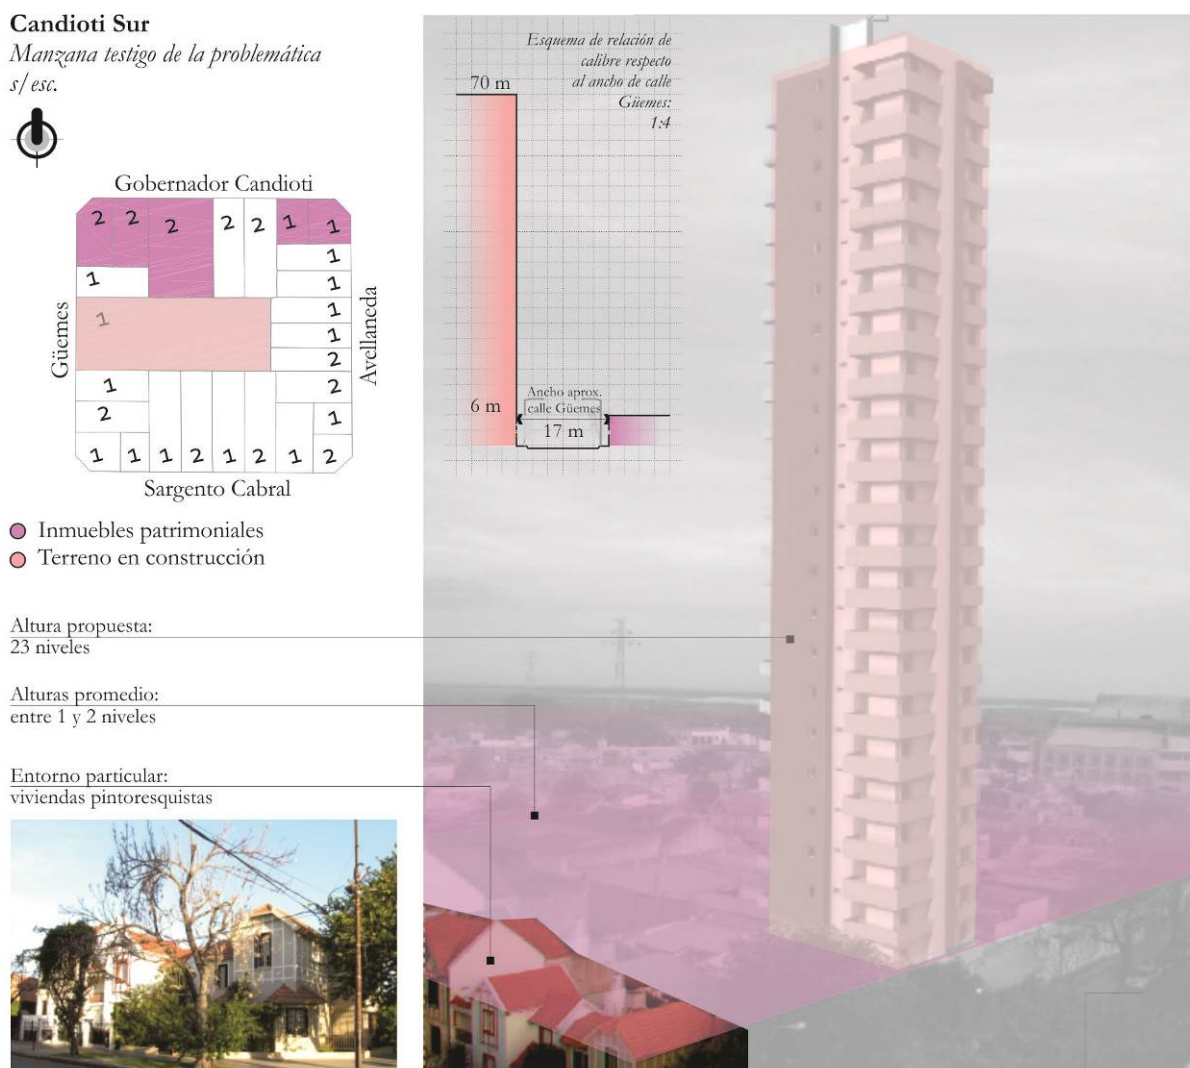 Candioti Sur
Manzana testigo de la problemática
s/esc.
Gobernador Candioti
2 2 2 2 2 1 1
1
1 1
1 1
1
2
1 2
2 1
1 1 1 2 1 2 1 2
Güemes
Avellaneda
Sargento Cabral
Inmuebles patrimoniales
Terreno en construcción
Altura propuesta:
23 niveles
Alturas promedio:
entre 1 y 2 niveles
Entorno particular:
viviendas pintoresquistas
Esquema de relación de
calibre respecto
al ancho de calle
Güemes:
1:4
70 m
6 m
Ancho aprox.
calle Güemes
17 m